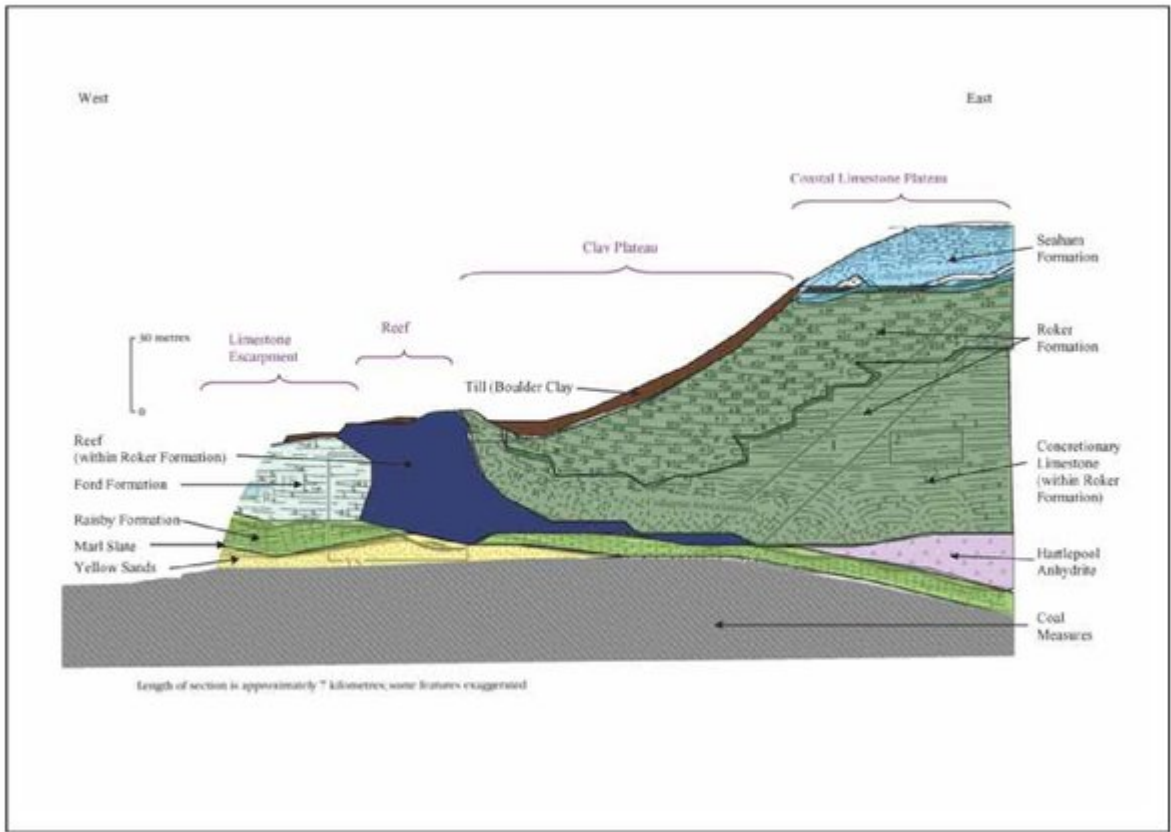 West
East
Coastal Limestone Plateau
Seaham
Formation
Clay Plateau
Roker
Formation
30 metres
0
Limestone
Escarpment
Reef
Till (Boulder Clay
Reef
(within Roker Formation)
Ford Formation
Concretionary
Limestone
(within Roker
Formation)
Raisby Formation
Marl Slate
Yellow Sands
Hartlepool
Anhydrite
Coal
Measures
Length of section is approximately 7 kilometres; some features exaggerated